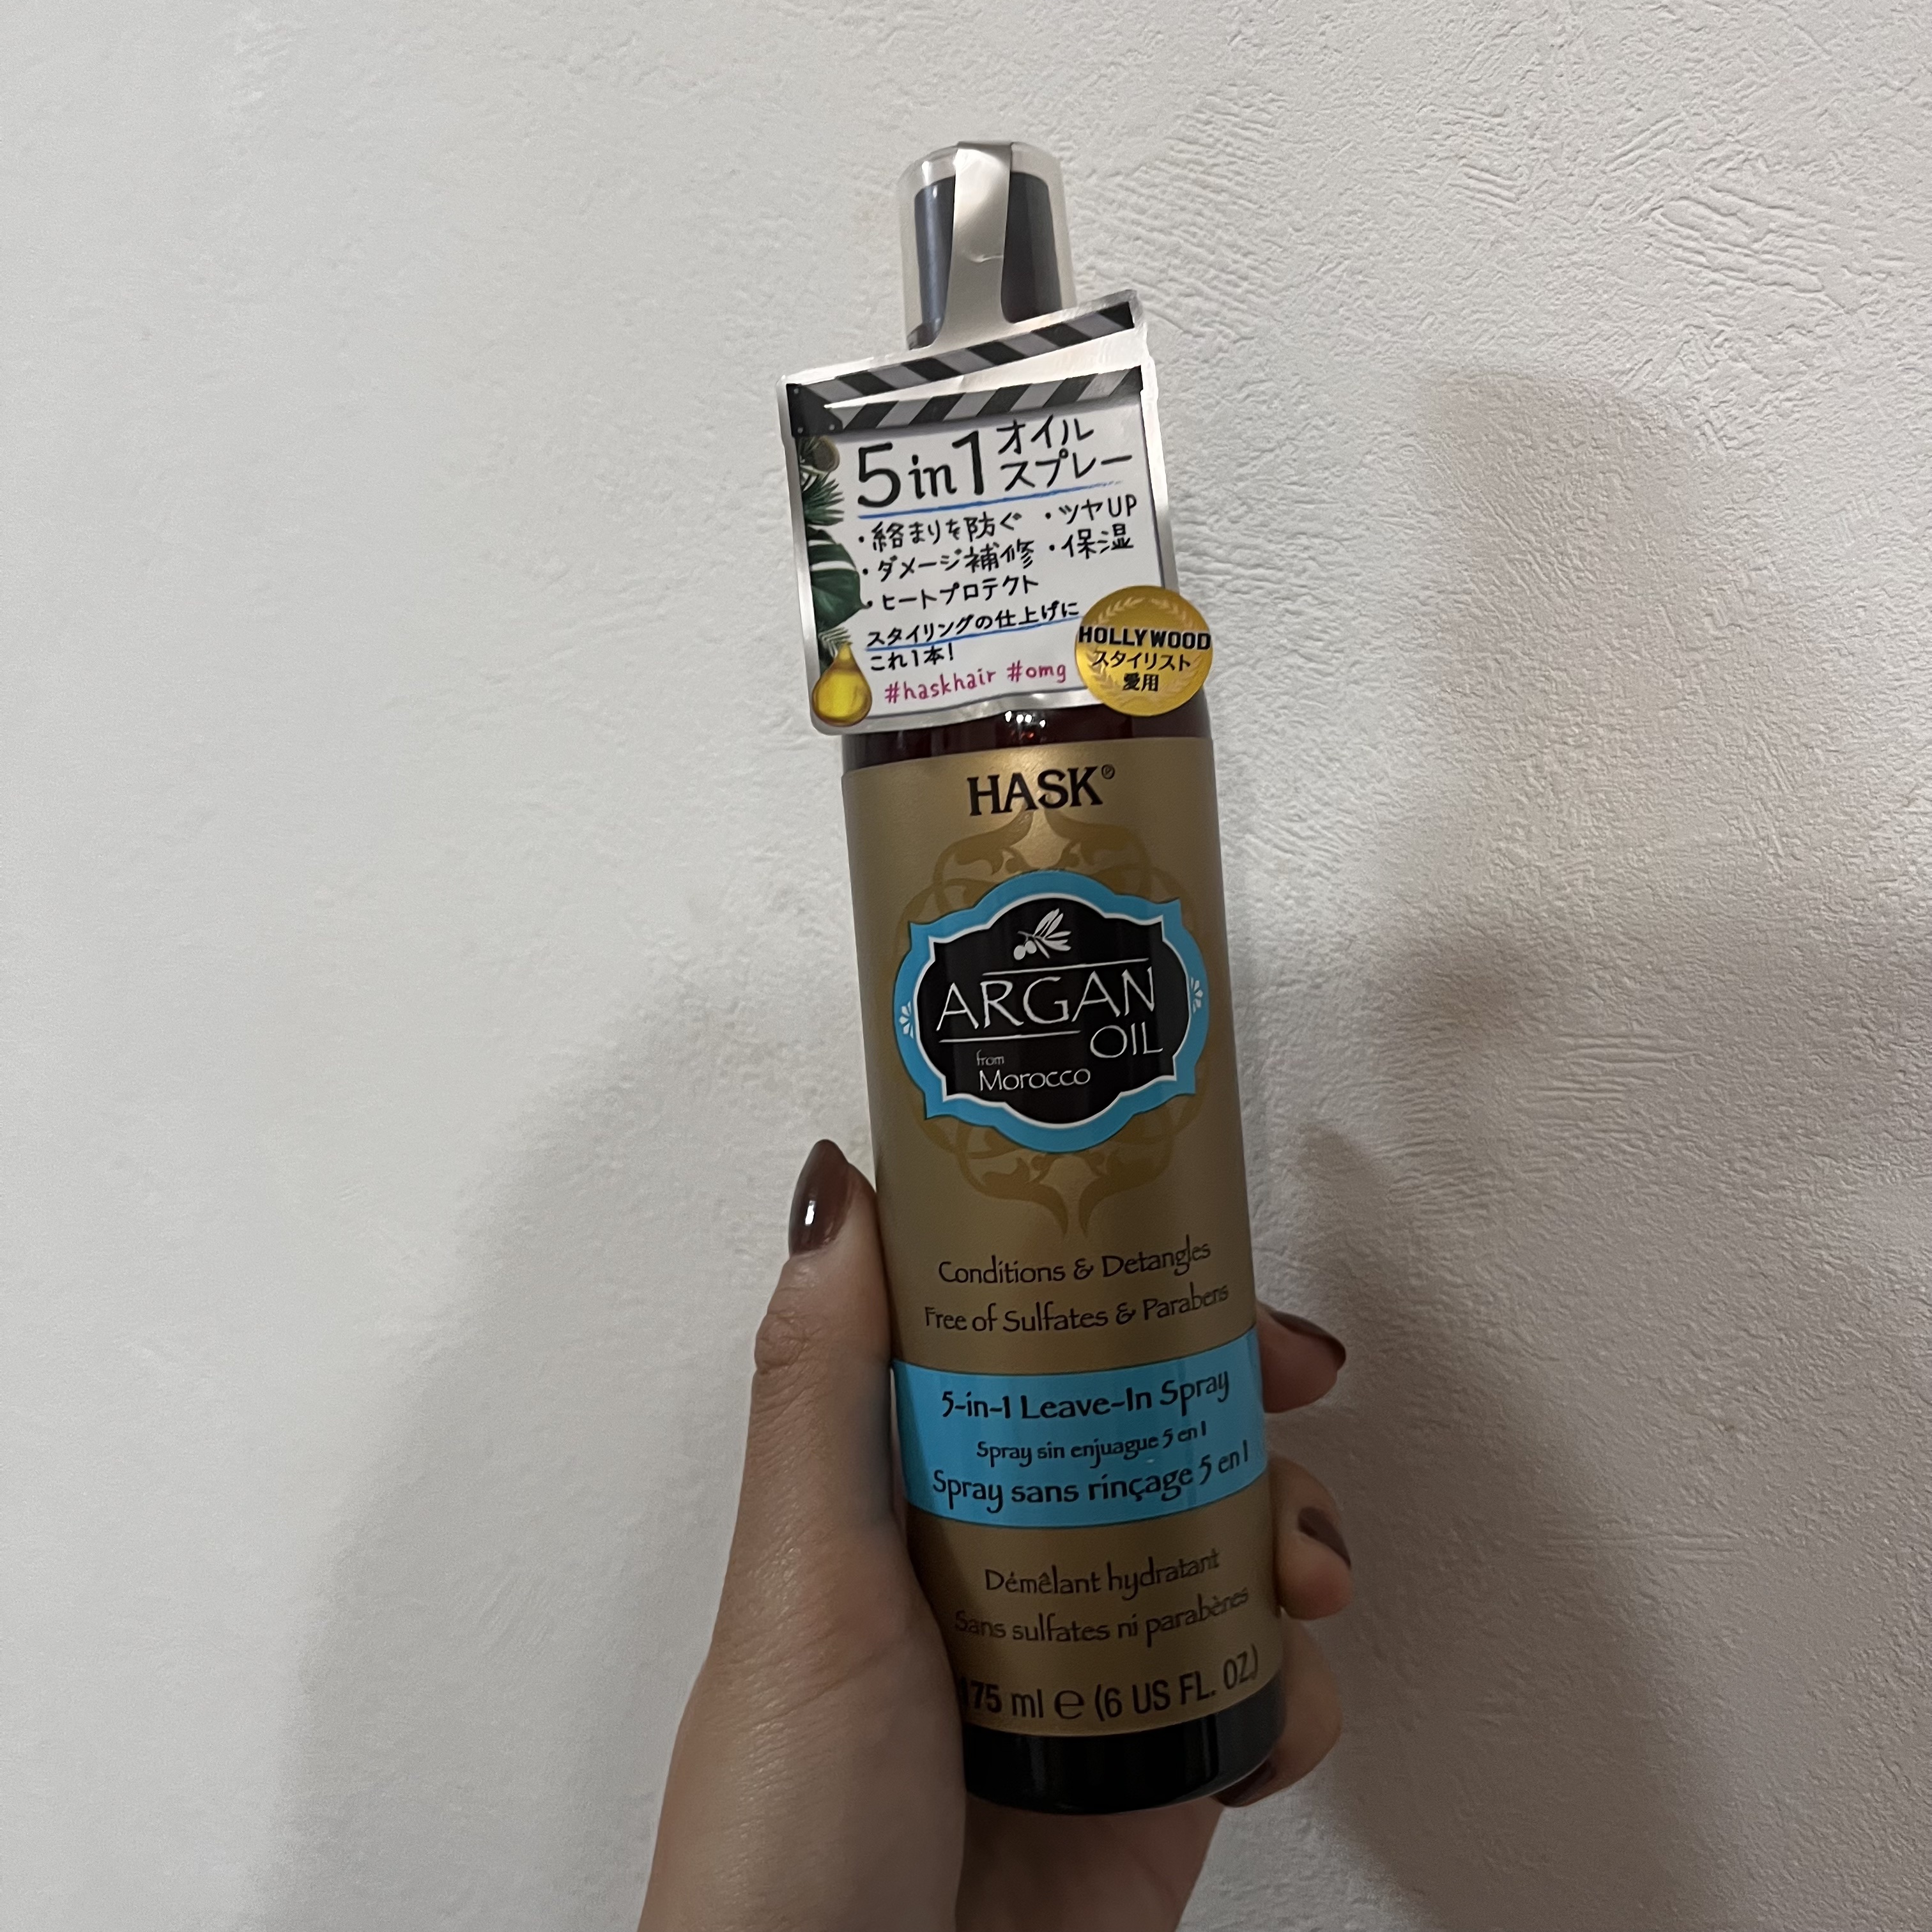 5in1 オイル
スプレー
・絡まりを防ぐ ・ツヤUP
・ダメージ補修 ・保湿
・ヒートプロテクト
スタイリングの仕上げに
これ1本!
#haskhair #omg
HOLLYWOOD
スタイリスト
愛用
HASK®
ARGAN
OIL
from
Morocco
Conditions & Detangles
Free of Sulfates & Parabens
5-in-1 Leave-In Spray
Spray sin enjuague 5 en 1
Spray sans rinçage 5 en 1
Démêlant hydratant
Sans sulfates ni parabènes
175 ml e (6 US FL. OZ.)